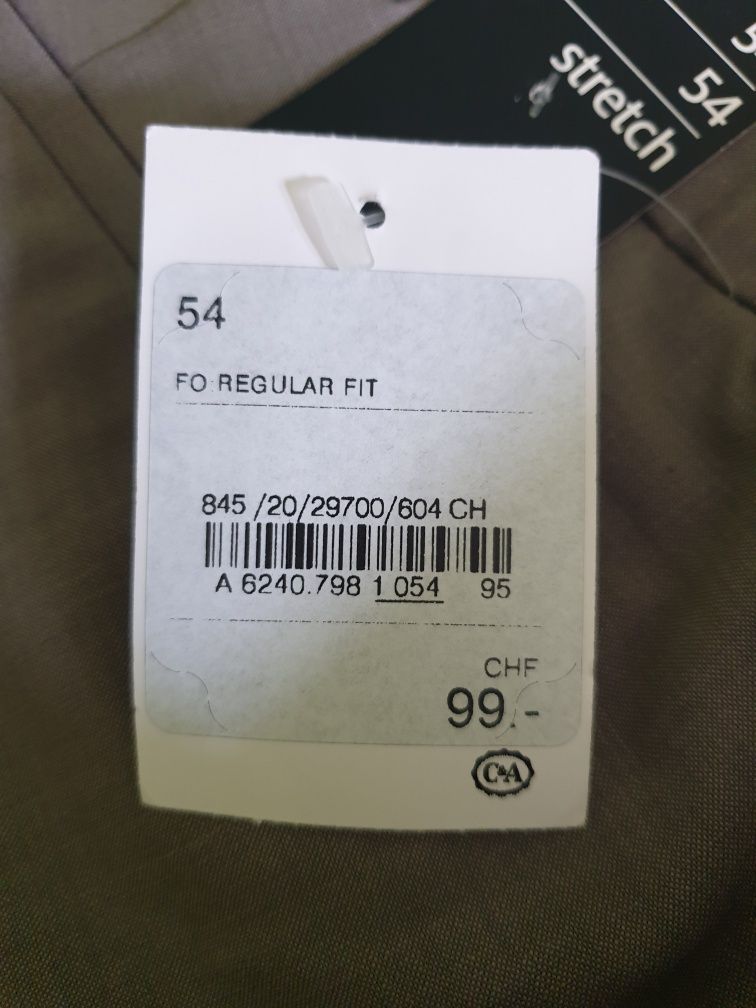 54
stretch
54
FO:REGULAR FIT
845 /20/29700/604 CH
A 6240.798 1 054 95
CHF
99.-
C&A